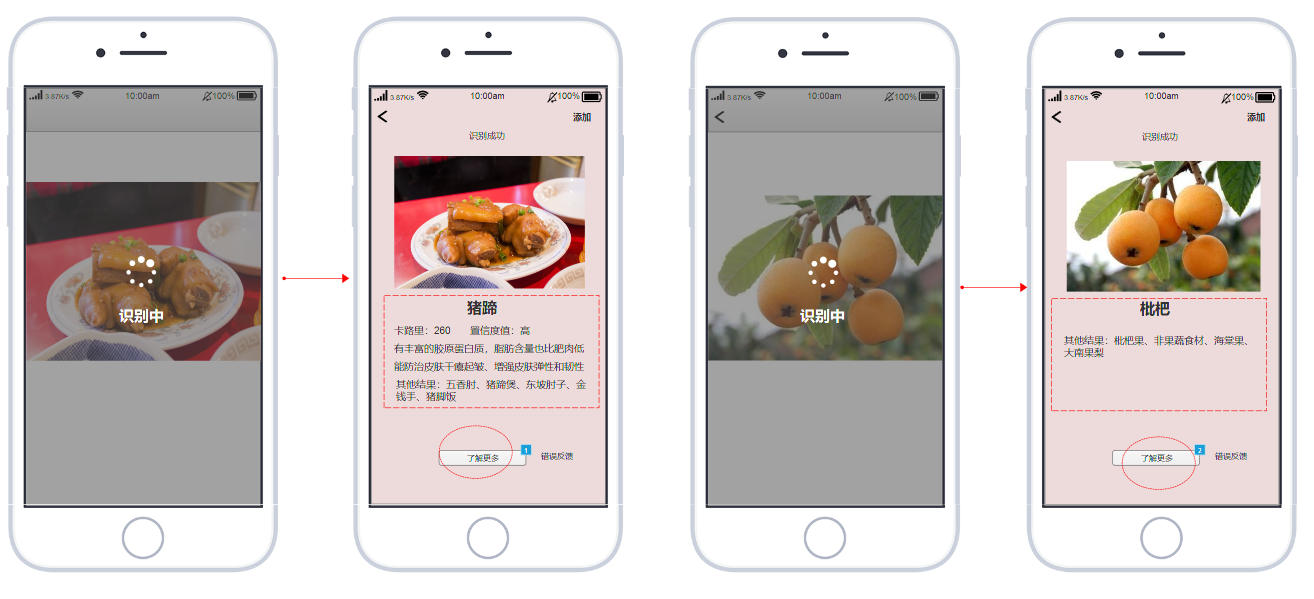 3.87K/s 10:00am 100%
识别中
3.87K/s 10:00am 100%
添加
识别成功
猪蹄
卡路里：260 置信度值：高
有丰富的胶原蛋白质，脂肪含量也比肥肉低
能防治皮肤干瘪起皱、增强皮肤弹性和韧性
其他结果：五香肘、猪蹄煲、东坡肘子、金
钱手、猪脚饭
了解更多 1 错误反馈
3.87K/s 10:00am 100%
识别中
3.87K/s 10:00am 100%
添加
识别成功
枇杷
其他结果：枇杷果、非果蔬食材、海棠果、
大南果梨
了解更多 2 错误反馈